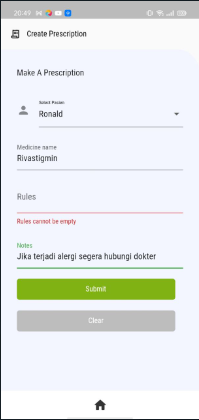 20:49
Create Prescription
Make A Prescription
Select Pasien
Ronald
Medicine name
Rivastigmin
Rules
Rules cannot be empty
Notes
Jika terjadi alergi segera hubungi dokter
Submit
Clear